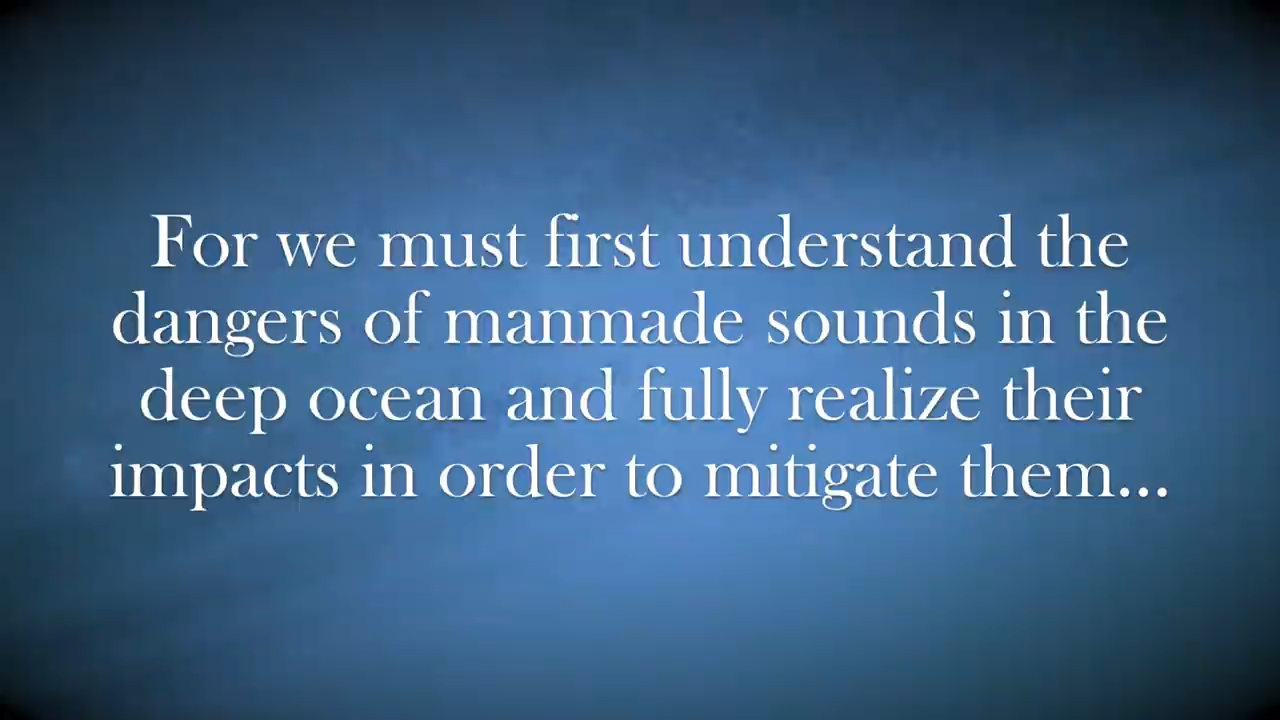 For we must first understand the
dangers of manmade sounds in the
deep ocean and fully realize their
impacts in order to mitigate them...